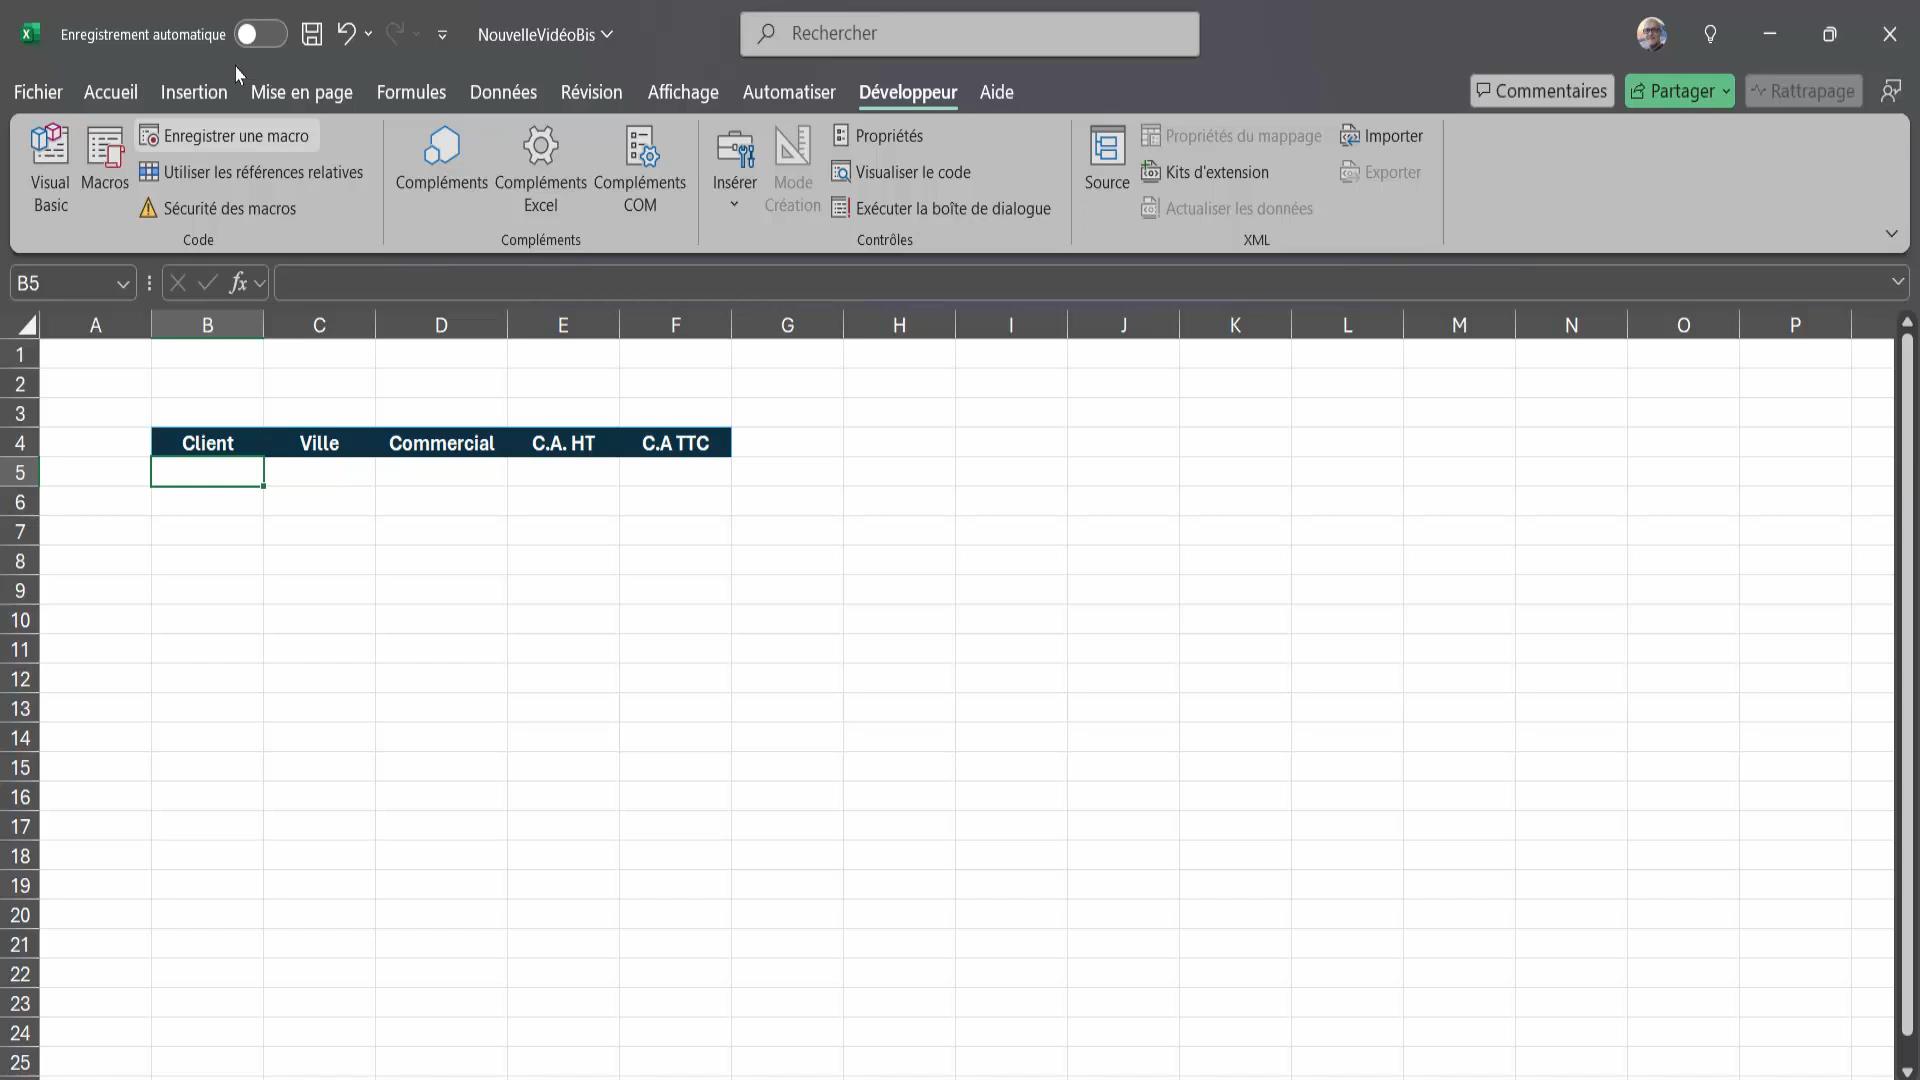 Enregistrement automatique
NouvelleVidéoBis
Rechercher
Fichier Accueil Insertion Mise en page Formules Données Révision Affichage Automatiser Développeur Aide
Commentaires Partager Rattrapage
Visual Basic
Macros
Enregistrer une macro
Utiliser les références relatives
Sécurité des macros
Code
Compléments
Compléments Excel
Compléments COM
Compléments
Insérer
Mode Création
Propriétés
Visualiser le code
Exécuter la boîte de dialogue
Contrôles
Source
Propriétés du mappage
Kits d'extension
Actualiser les données
Importer
Exporter
XML
B5
fx
A B C D E F G H I J K L M N O P
1
2
3
4 Client Ville Commercial C.A. HT C.A TTC
5
6
7
8
9
10
11
12
13
14
15
16
17
18
19
20
21
22
23
24
25